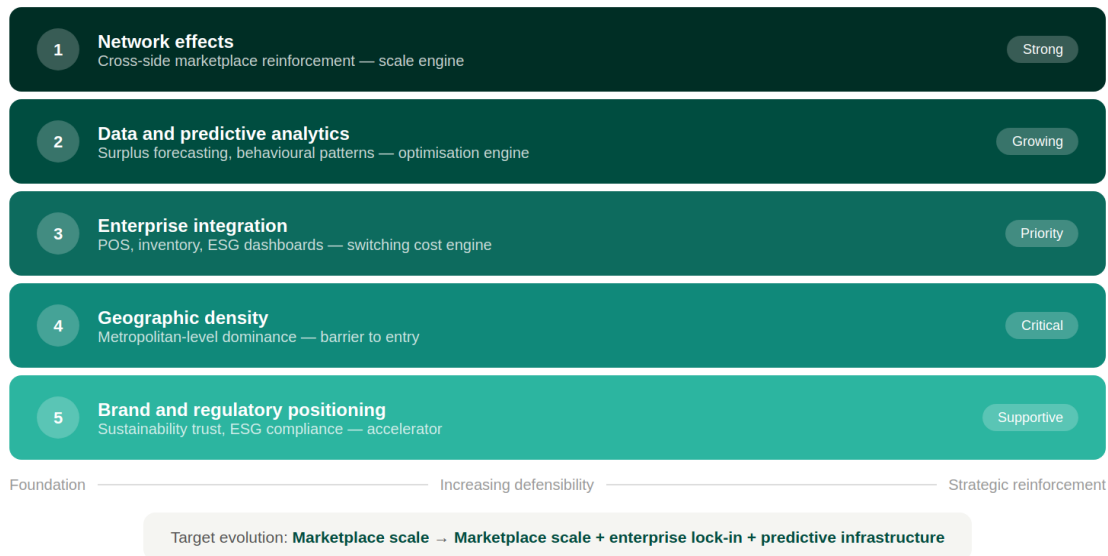 1
Network effects
Cross-side marketplace reinforcement — scale engine
Strong
2
Data and predictive analytics
Surplus forecasting, behavioural patterns — optimisation engine
Growing
3
Enterprise integration
POS, inventory, ESG dashboards — switching cost engine
Priority
4
Geographic density
Metropolitan-level dominance — barrier to entry
Critical
5
Brand and regulatory positioning
Sustainability trust, ESG compliance — accelerator
Supportive
Foundation
Increasing defensibility
Strategic reinforcement
Target evolution: Marketplace scale → Marketplace scale + enterprise lock-in + predictive infrastructure